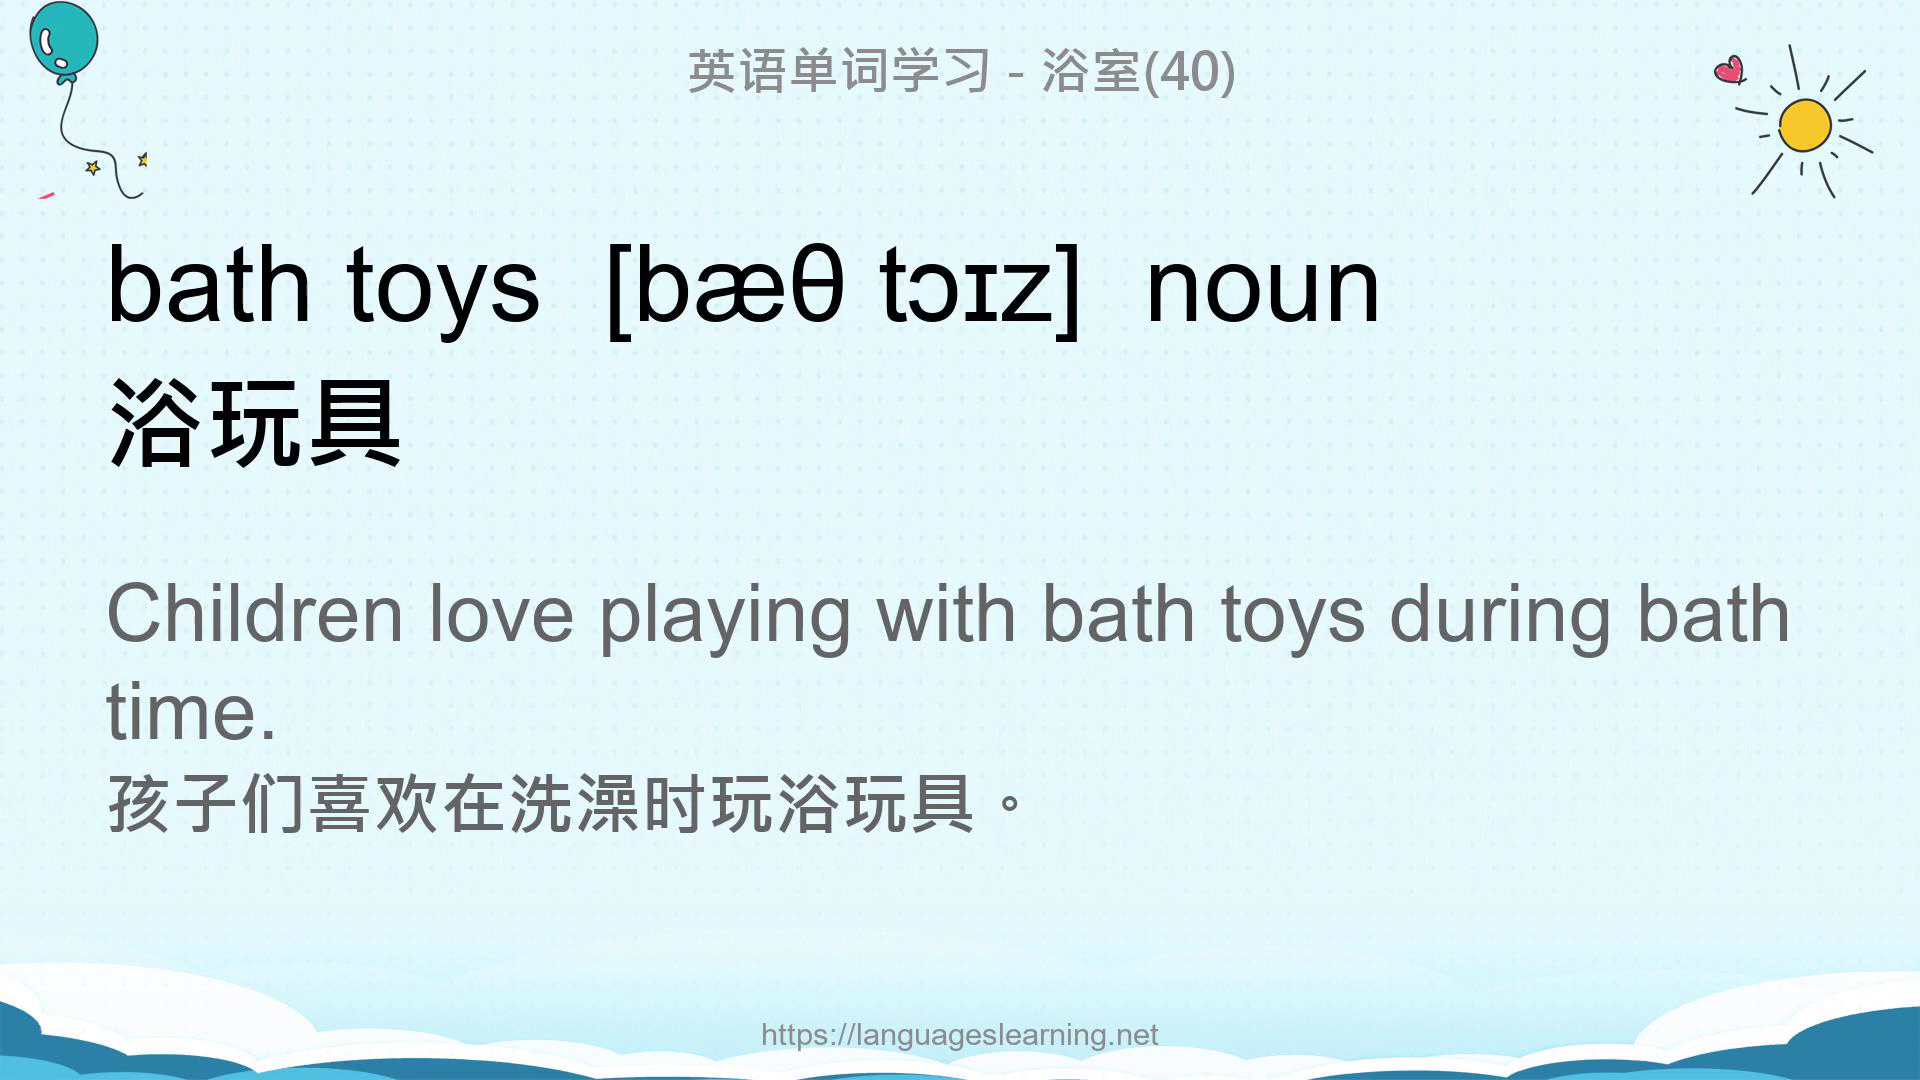 英语单词学习 - 浴室(40)
bath toys [bæθ tɔɪz] noun
浴玩具
Children love playing with bath toys during bath
time.
孩子们喜欢在洗澡时玩浴玩具。
https://languageslearning.net